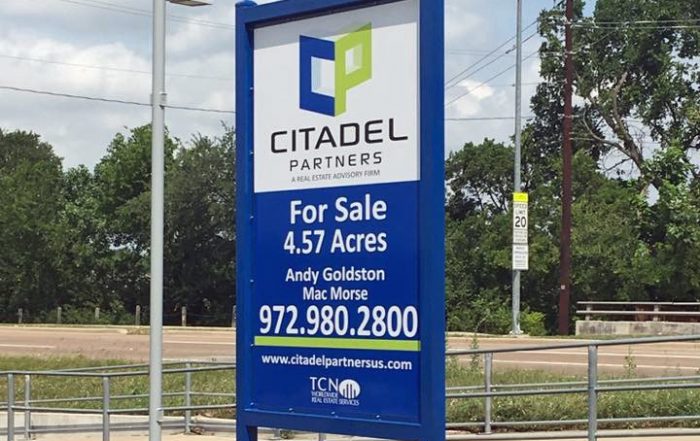 CITADEL
PARTNERS
A REAL ESTATE ADVISORY FIRM
For Sale
4.57 Acres
Andy Goldston
Mac Morse
972.980.2800
www.citadelpartnersus.com
TCN
WORLDWIDE
REAL ESTATE SERVICES
SPEED
LIMIT
20